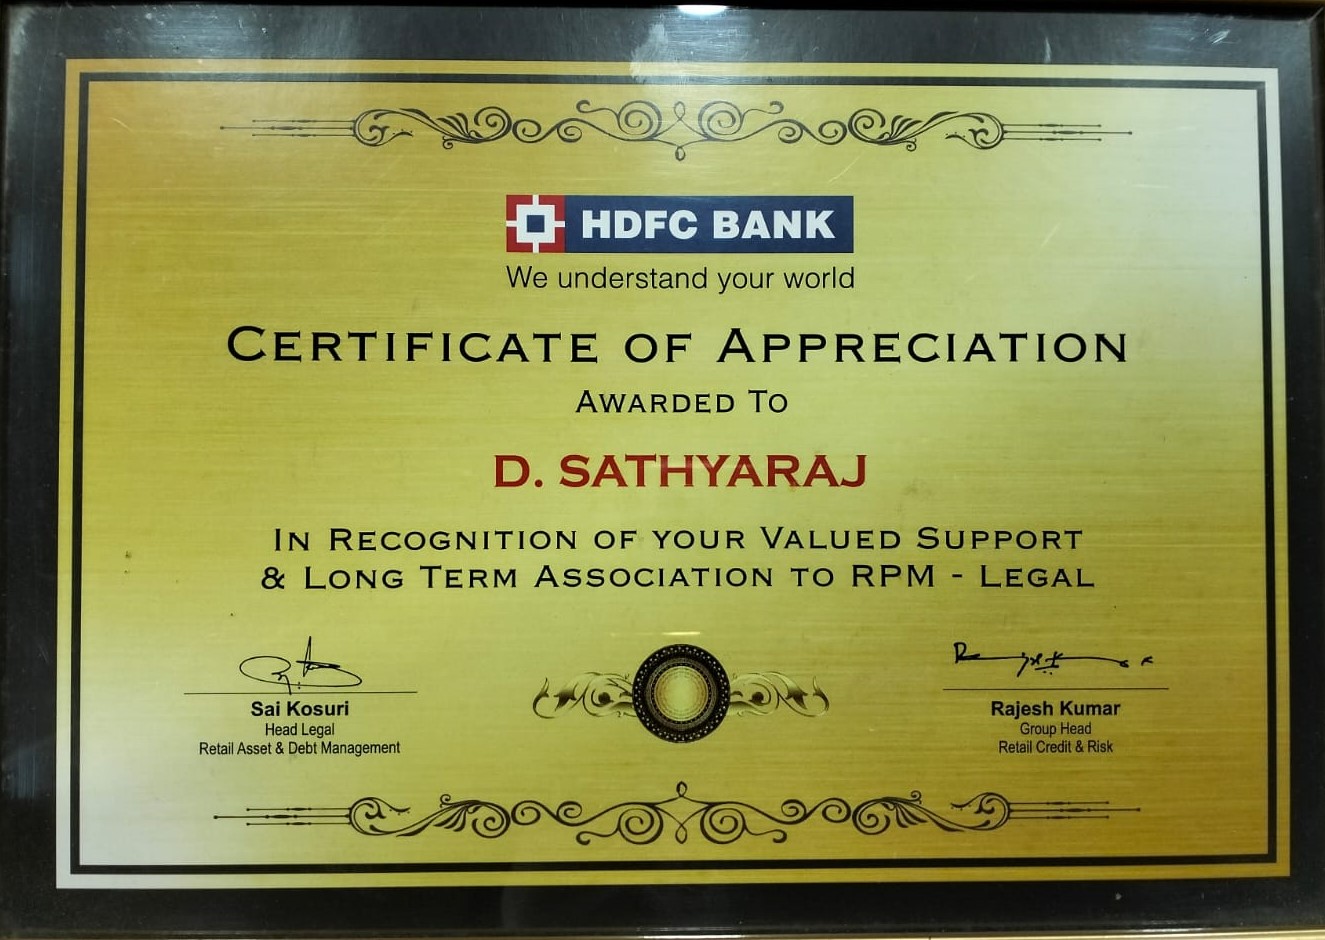 HDFC BANK
We understand your world
CERTIFICATE OF APPRECIATION
AWARDED TO
D. SATHYARAJ
IN RECOGNITION OF YOUR VALUED SUPPORT
& LONG TERM ASSOCIATION TO RPM - LEGAL
Sai Kosuri
Head Legal
Retail Asset & Debt Management
Rajesh Kumar
Group Head
Retail Credit & Risk